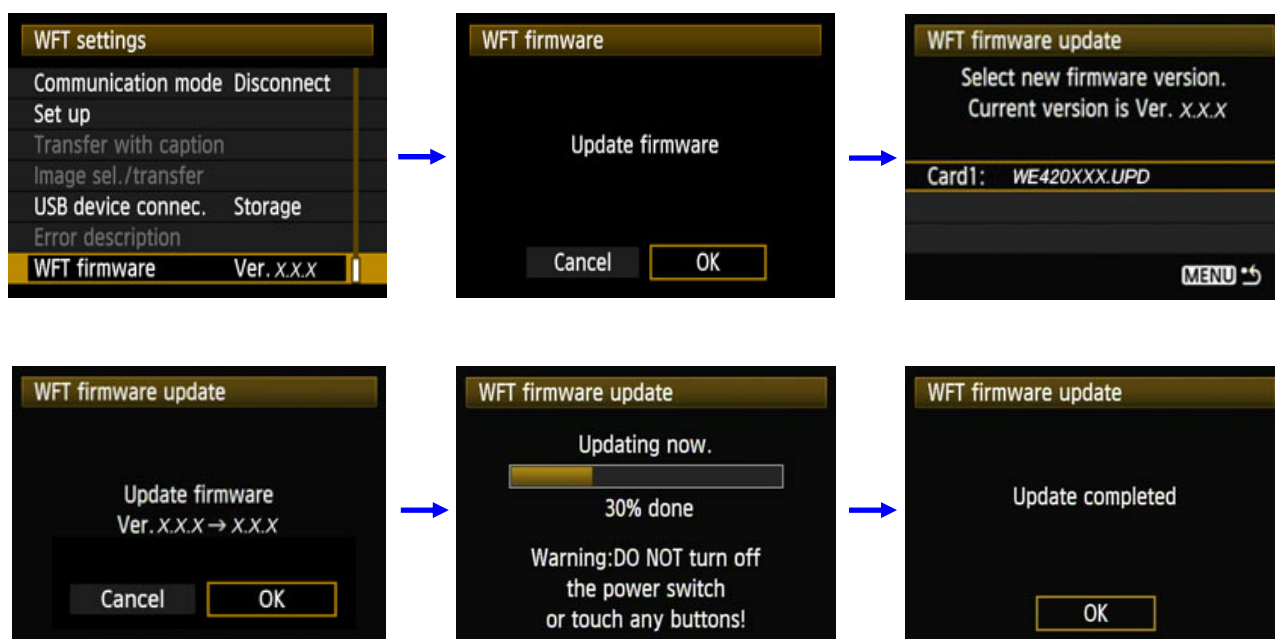 WFT settings
Communication mode Disconnect
Set up
Transfer with caption
Image sel./transfer
USB device connec. Storage
Error description
WFT firmware Ver. X.X.X
WFT firmware
Update firmware
Cancel OK
WFT firmware update
Select new firmware version.
Current version is Ver. X.X.X
Card1: WE420XXX.UPD
MENU
WFT firmware update
Update firmware
Ver. X.X.X → X.X.X
Cancel OK
WFT firmware update
Updating now.
30% done
Warning:DO NOT turn off
the power switch
or touch any buttons!
WFT firmware update
Update completed
OK